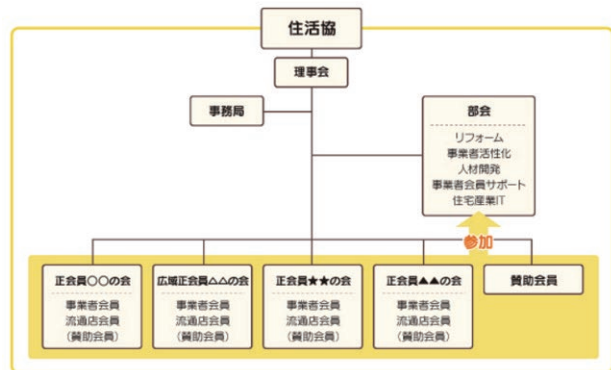 住活協
理事会
事務局
部会
リフォーム
事業者活性化
人材開発
事業者会員サポート
住宅産業IT
参加
正会員○○の会
事業者会員
流通店会員
(賛助会員)
広域正会員△△の会
事業者会員
流通店会員
(賛助会員)
正会員★★の会
事業者会員
流通店会員
(賛助会員)
正会員▲▲の会
事業者会員
流通店会員
(賛助会員)
賛助会員